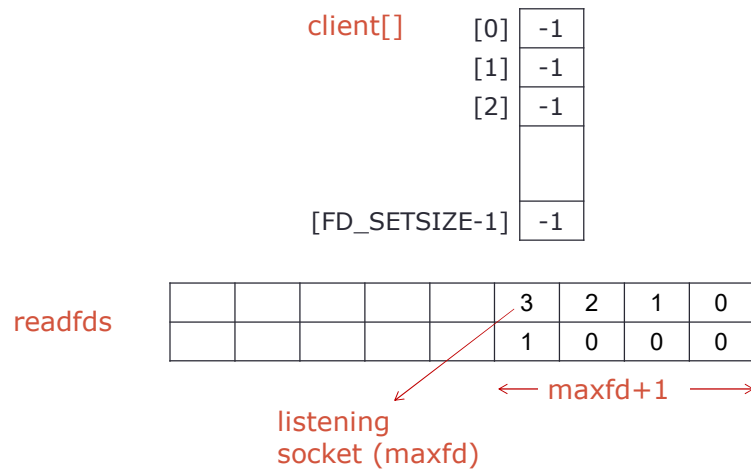 client[] [0] -1
[1] -1
[2] -1
[FD_SETSIZE-1] -1
readfds
3 2 1 0
1 0 0 0
maxfd+1
listening
socket (maxfd)